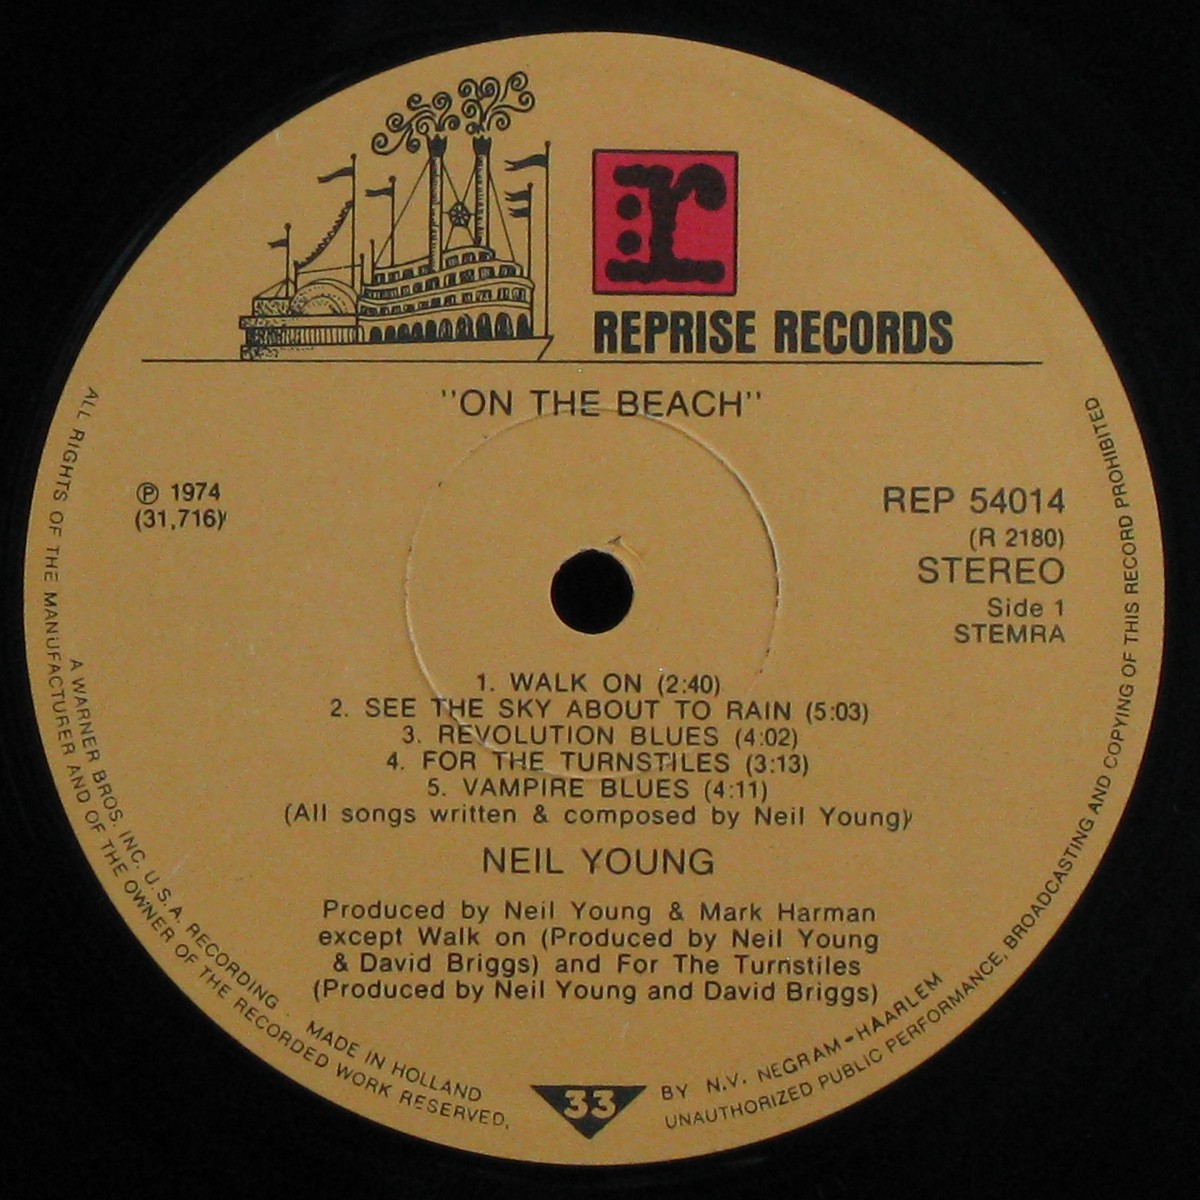 r:
REPRISE RECORDS
"ON THE BEACH"
℗ 1974
(31,716)
REP 54014
(R 2180)
STEREO
Side 1
STEMRA
1. WALK ON (2:40)
2. SEE THE SKY ABOUT TO RAIN (5:03)
3. REVOLUTION BLUES (4:02)
4. FOR THE TURNSTILES (3:13)
5. VAMPIRE BLUES (4:11)
(All songs written & composed by Neil Young)
NEIL YOUNG
Produced by Neil Young & Mark Harman
except Walk on (Produced by Neil Young
& David Briggs) and For The Turnstiles
(Produced by Neil Young and David Briggs)
33
ALL RIGHTS OF THE MANUFACTURER AND OF THE OWNER OF THE RECORDED WORK RESERVED,
UNAUTHORIZED PUBLIC PERFORMANCE, BROADCASTING AND COPYING OF THIS RECORD PROHIBITED
A WARNER BROS. INC. U.S.A. RECORDING
MADE IN HOLLAND
BY N.V. NEGRAM-HAARLEM